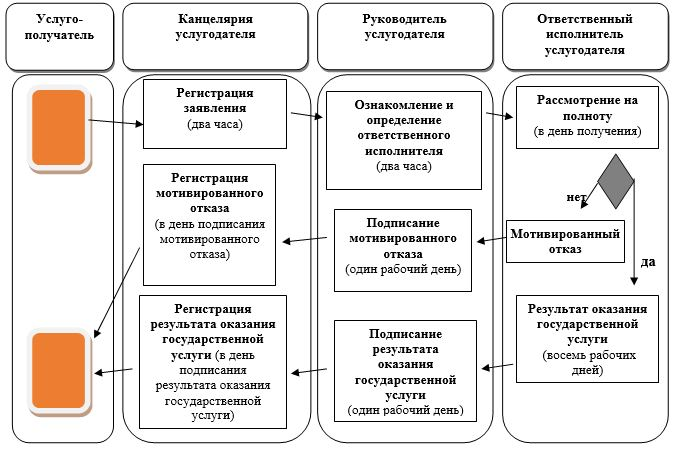 Услуго-
получатель
Канцелярия
услугодателя
Руководитель
услугодателя
Ответственный
исполнитель
услугодателя
Регистрация
заявления
(два часа)
Ознакомление и
определение
ответственного
исполнителя
(два часа)
Рассмотрение на
полноту
(в день получения)
нет
да
Мотивированный
отказ
Подписание
мотивированного
отказа
(один рабочий день)
Регистрация
мотивированного
отказа
(в день подписания
мотивированного
отказа)
Результат оказания
государственной
услуги
(восемь рабочих
дней)
Подписание
результата
оказания
государственной
услуги
(один рабочий день)
Регистрация
результата оказания
государственной
услуги (в день
подписания
результата оказания
государственной
услуги)